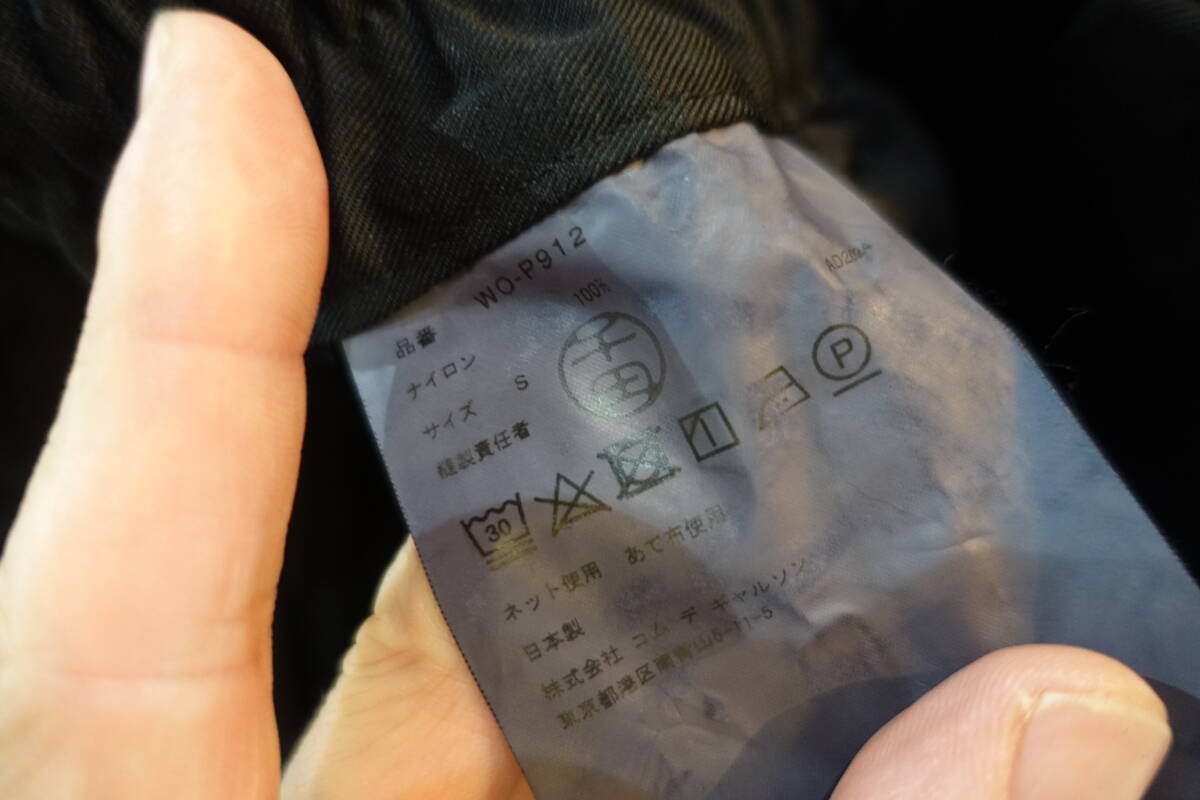 品番 WO-P912
ナイロン 100%
サイズ S
縫製責任者
30
P
ネット使用 あて布使用
日本製
株式会社 コム デ ギャルソン
東京都港区南青山6-11-5